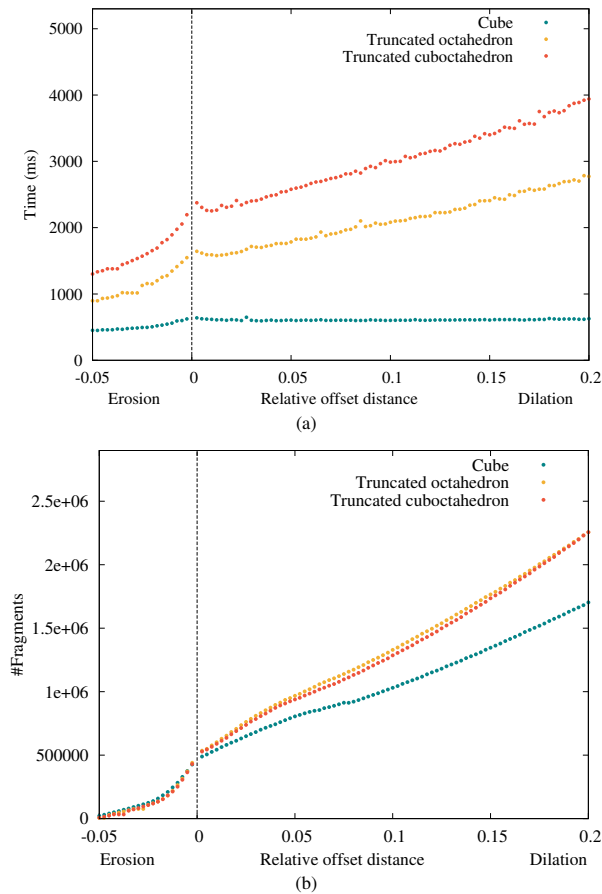 5000
4000
3000
2000
1000
0
Time (ms)
Cube
Truncated octahedron
Truncated cuboctahedron
-0.05 0 0.05 0.1 0.15 0.2
Erosion Relative offset distance Dilation
(a)
2.5e+06
2e+06
1.5e+06
1e+06
500000
0
#Fragments
Cube
Truncated octahedron
Truncated cuboctahedron
-0.05 0 0.05 0.1 0.15 0.2
Erosion Relative offset distance Dilation
(b)